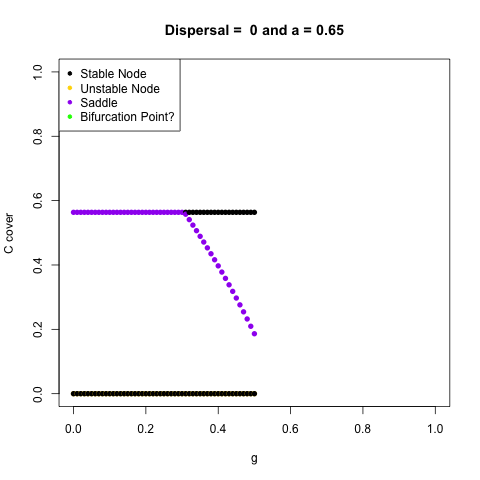 Dispersal =  0 and a = 0.65
Stable Node
Unstable Node
Saddle
Bifurcation Point?
C cover
1.0
0.8
0.6
0.4
0.2
0.0
0.0 0.2 0.4 0.6 0.8 1.0
g